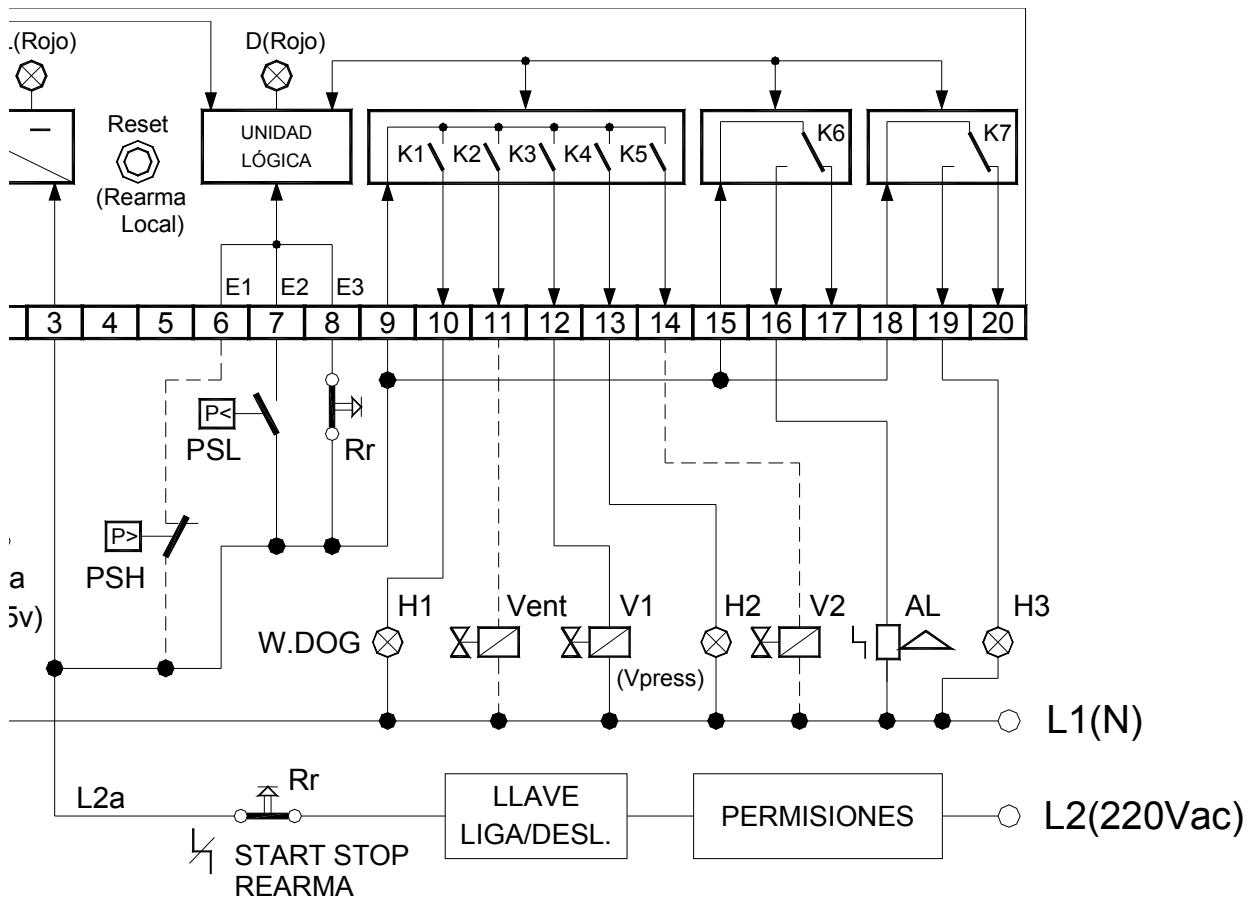 L(Rojo)
D(Rojo)
Reset
(Rearma
Local)
UNIDAD
LÓGICA
K1 K2 K3 K4 K5
K6
K7
E1 E2 E3
3 4 5 6 7 8 9 10 11 12 13 14 15 16 17 18 19 20
P<
PSL
Rr
P>
PSH
a
5v)
H1 Vent V1 H2 V2 AL H3
W.DOG
(Vpress)
L1(N)
L2a
Rr
START STOP
REARMA
LLAVE
LIGA/DESL.
PERMISIONES
L2(220Vac)